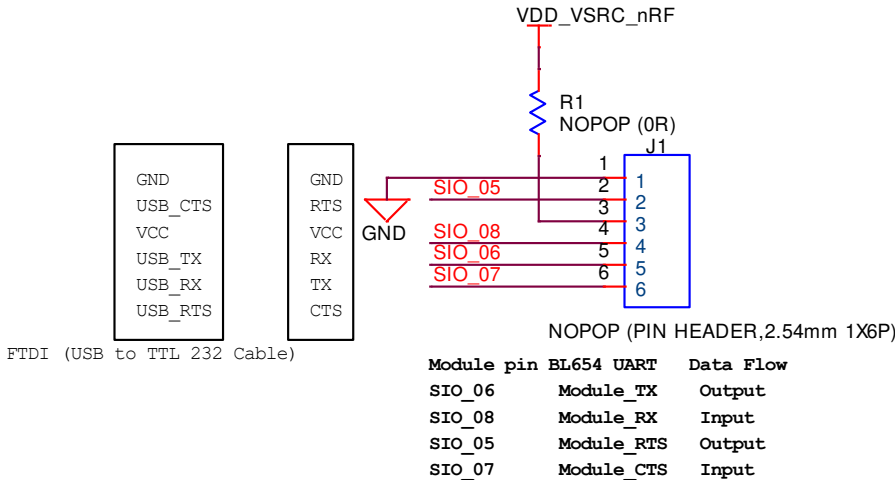 VDD_VSRC_nRF
R1
NOPOP (0R)
J1
GND
USB_CTS
VCC
USB_TX
USB_RX
USB_RTS
GND
RTS
VCC
RX
TX
CTS
FTDI (USB to TTL 232 Cable)
GND
SIO_05
SIO_08
SIO_06
SIO_07
1
2
3
4
5
6
1
2
3
4
5
6
NOPOP (PIN HEADER,2.54mm 1X6P)
Module pin BL654 UART Data Flow
SIO_06 Module_TX Output
SIO_08 Module_RX Input
SIO_05 Module_RTS Output
SIO_07 Module_CTS Input